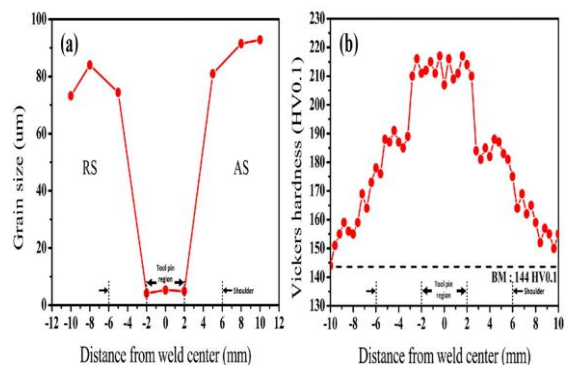 (a)
Grain size (um)
100
80
60
40
20
0
RS
AS
Tool pin
region
Shoulder
-12 -10 -8 -6 -4 -2 0 2 4 6 8 10 12
Distance from weld center (mm)
(b)
Vickers hardness (HV0.1)
230
220
210
200
190
180
170
160
150
140
130
BM : 144 HV0.1
Tool pin
region
Shoulder
-10 -8 -6 -4 -2 0 2 4 6 8 10
Distance from weld center (mm)